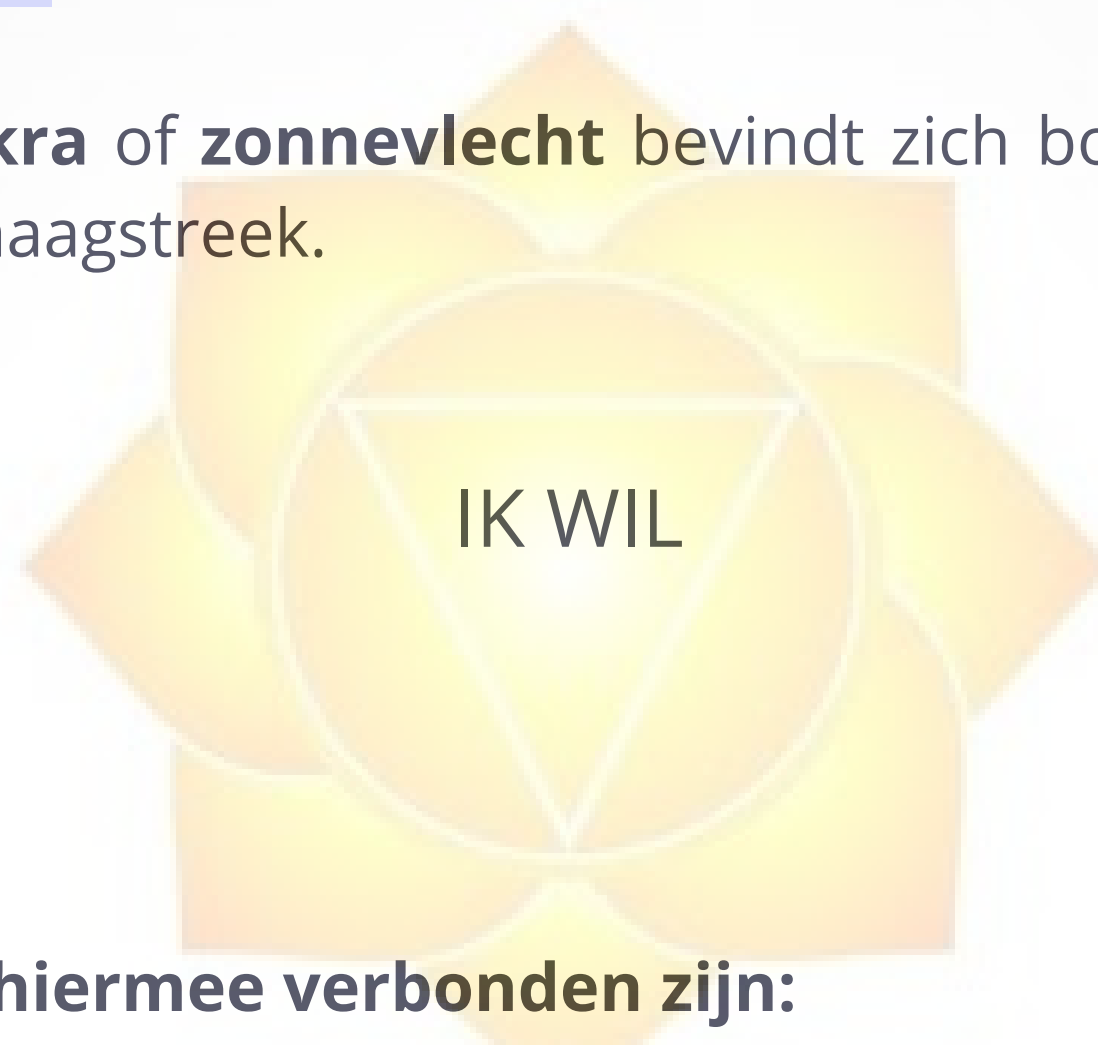 kra of zonnevlecht bevindt zich bo
aagstreek.
IK WIL
hiermee verbonden zijn: